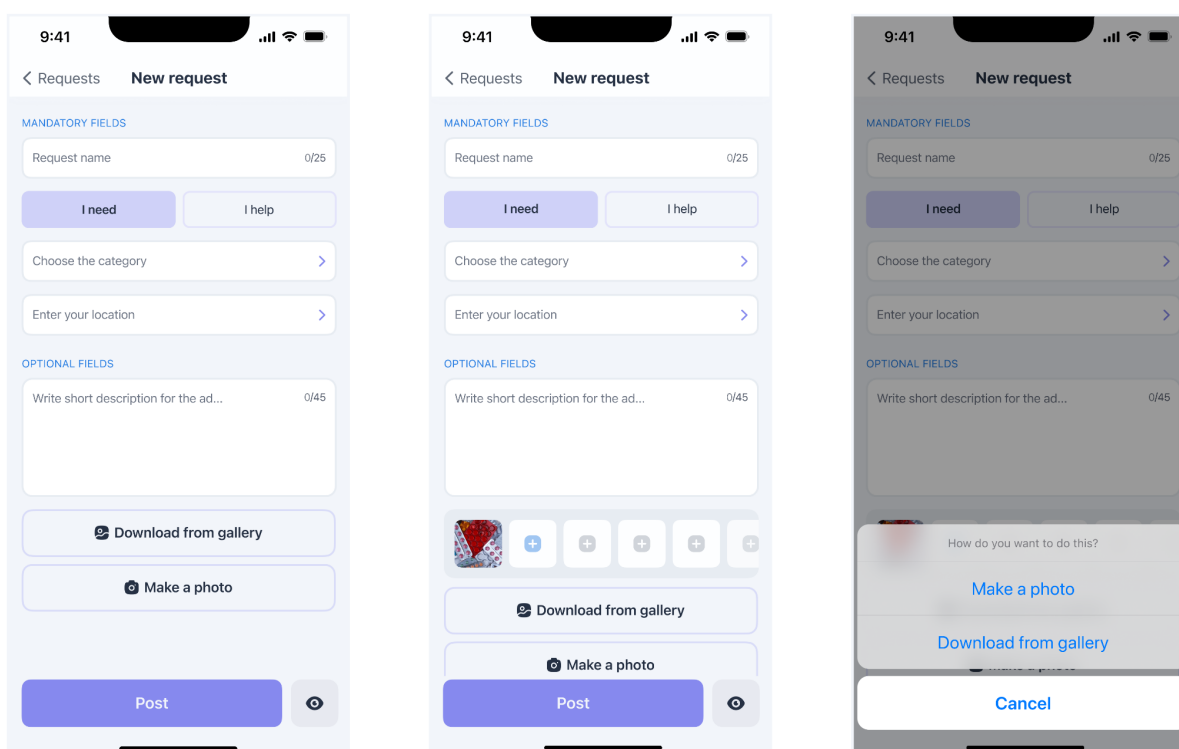 9:41
Requests New request
MANDATORY FIELDS
Request name 0/25
I need I help
Choose the category
Enter your location
OPTIONAL FIELDS
Write short description for the ad... 0/45
Download from gallery
Make a photo
Post
9:41
Requests New request
MANDATORY FIELDS
Request name 0/25
I need I help
Choose the category
Enter your location
OPTIONAL FIELDS
Write short description for the ad... 0/45
Download from gallery
Make a photo
Post
9:41
Requests New request
MANDATORY FIELDS
Request name 0/25
I need I help
Choose the category
Enter your location
OPTIONAL FIELDS
Write short description for the ad... 0/45
How do you want to do this?
Make a photo
Download from gallery
Cancel